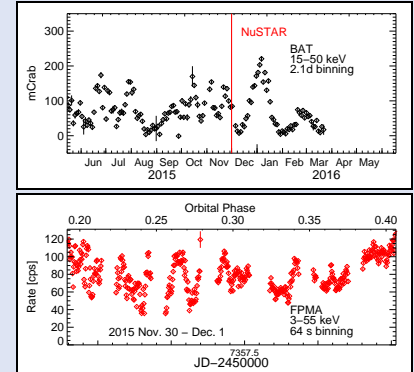 NuSTAR
BAT
15−50 keV
2.1d binning
mCrab
300
200
100
0
Jun Jul Aug Sep Oct Nov Dec Jan Feb Mar Apr May
2015 2016
Orbital Phase
0.20 0.25 0.30 0.35 0.40
Rate [cps]
120
100
80
60
40
20
0
2015 Nov. 30 − Dec. 1
FPMA
3−55 keV
64 s binning
7357.5
JD−2450000